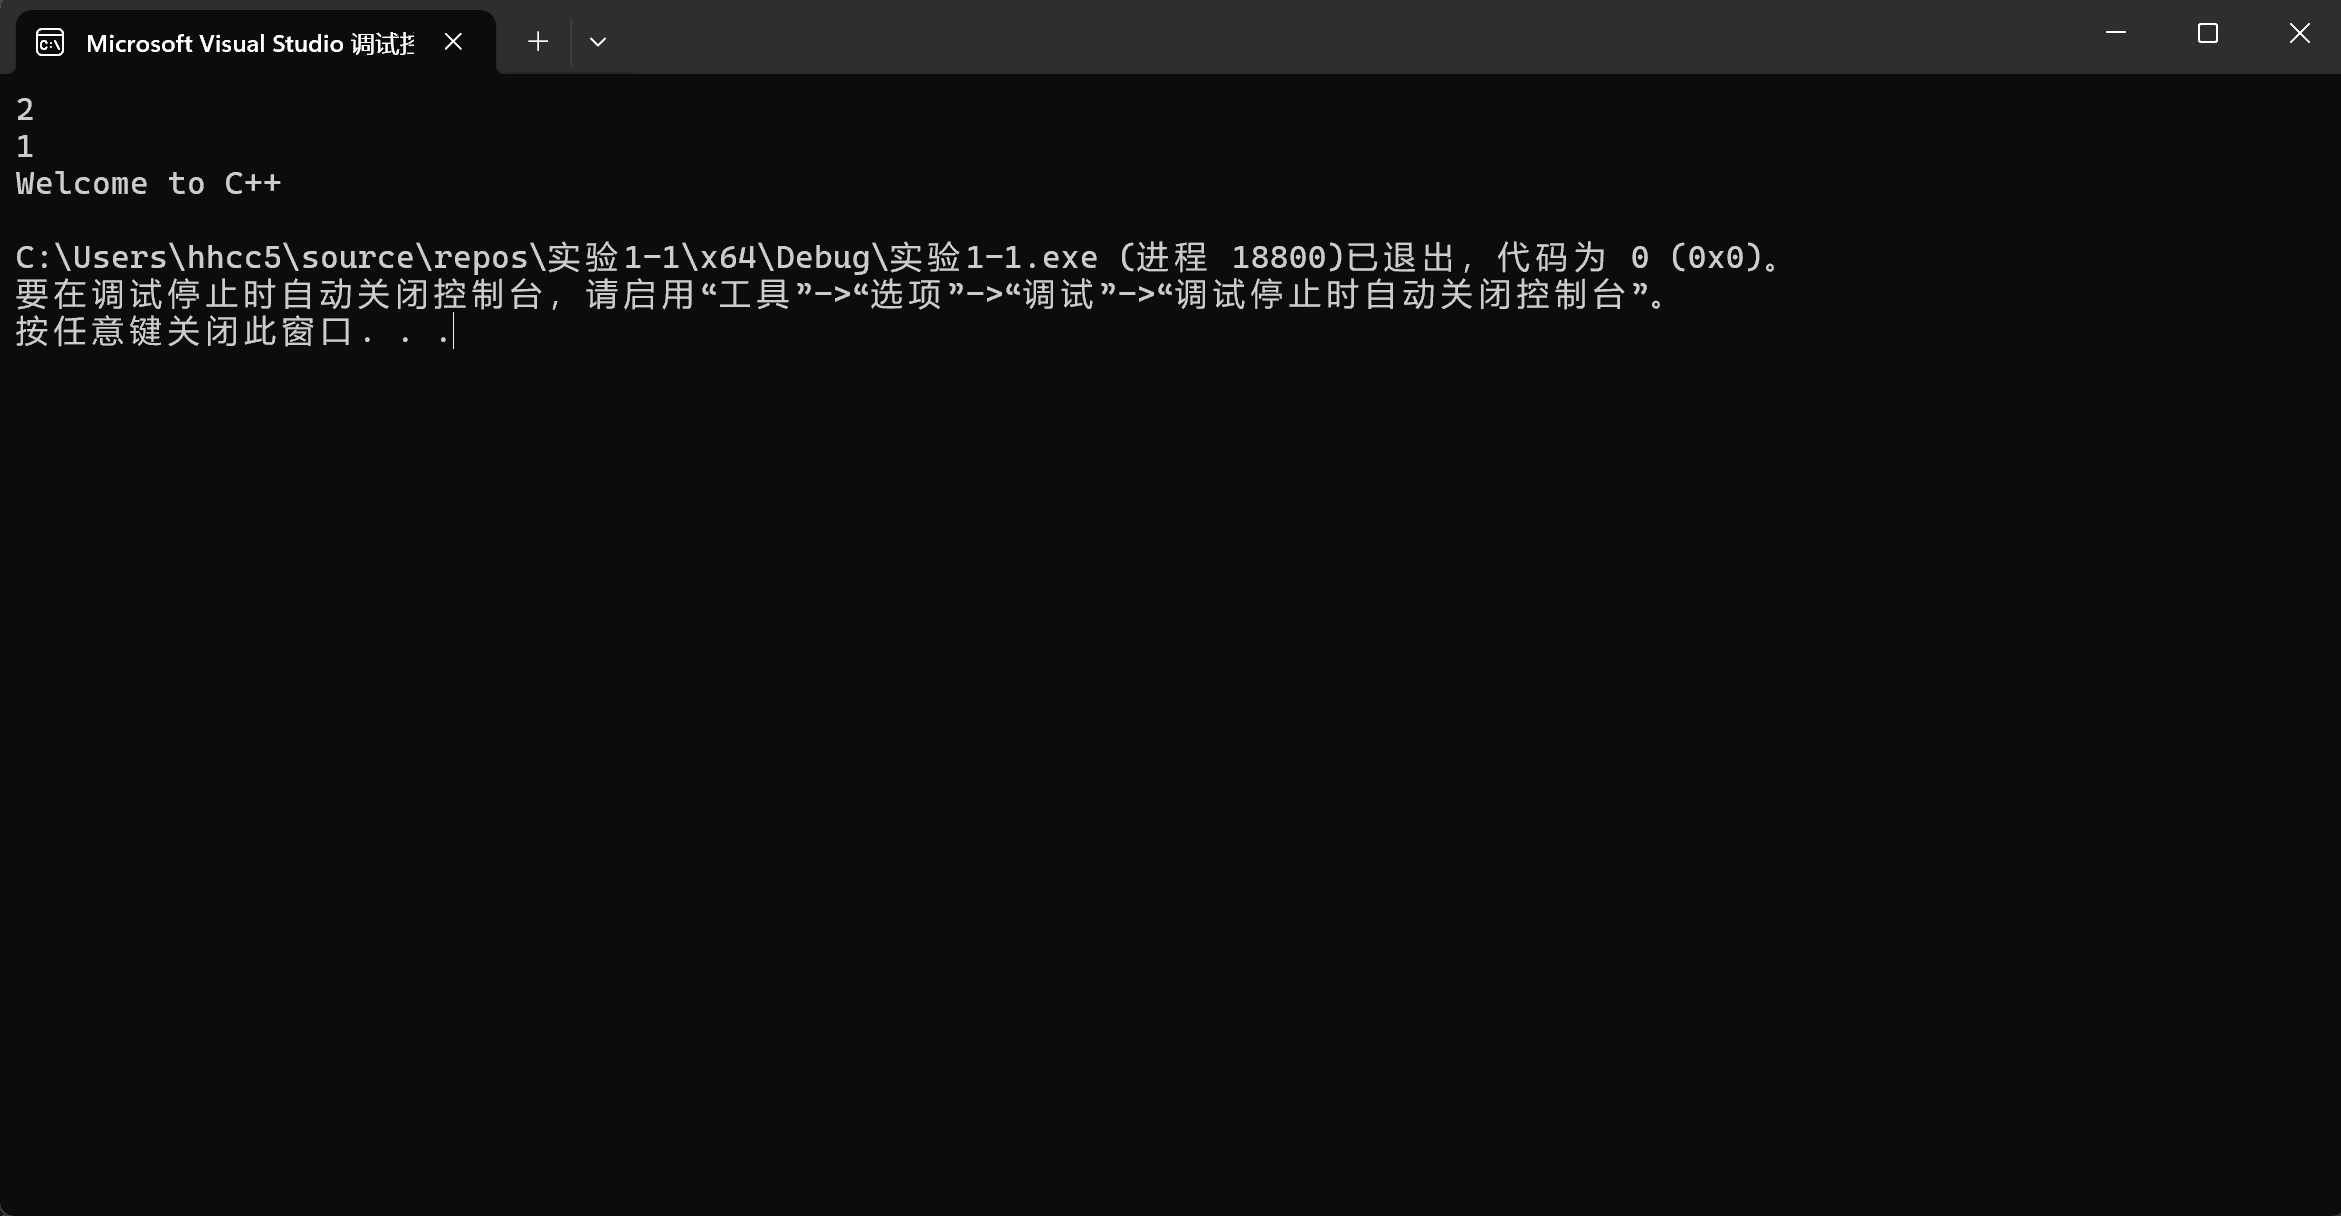 Microsoft Visual Studio 调试控
2
1
Welcome to C++
C:\Users\hhcc5\source\repos\实验1-1\x64\Debug\实验1-1.exe (进程 18800)已退出，代码为 0 (0x0)。
要在调试停止时自动关闭控制台，请启用“工具”->“选项”->“调试”->“调试停止时自动关闭控制台”。
按任意键关闭此窗口. . .